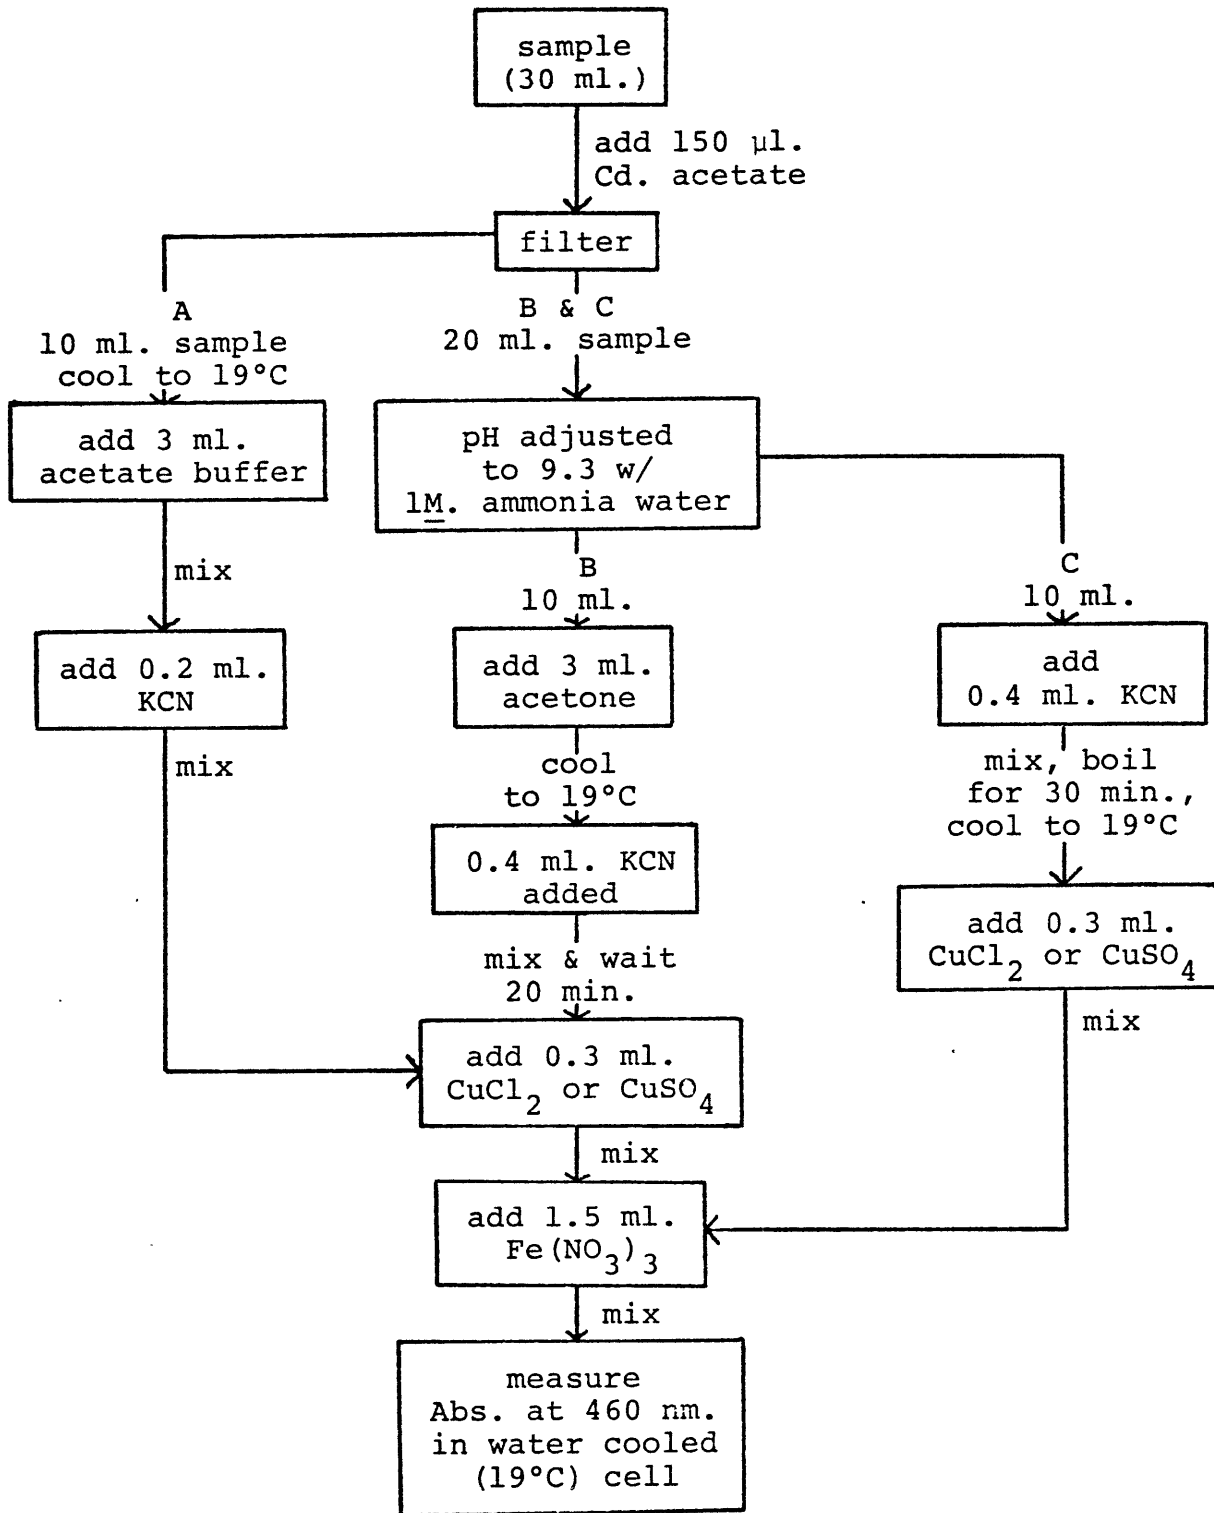 sample
(30 ml.)
add 150 μl.
Cd. acetate
filter
A
10 ml. sample
cool to 19°C
B & C
20 ml. sample
add 3 ml.
acetate buffer
pH adjusted
to 9.3 w/
1M. ammonia water
mix
B
10 ml.
C
10 ml.
add 0.2 ml.
KCN
add 3 ml.
acetone
add
0.4 ml. KCN
mix
cool
to 19°C
mix, boil
for 30 min.,
cool to 19°C
0.4 ml. KCN
added
mix & wait
20 min.
add 0.3 ml.
CuCl2 or CuSO4
mix
add 0.3 ml.
CuCl2 or CuSO4
mix
add 1.5 ml.
Fe(NO3)3
mix
measure
Abs. at 460 nm.
in water cooled
(19°C) cell